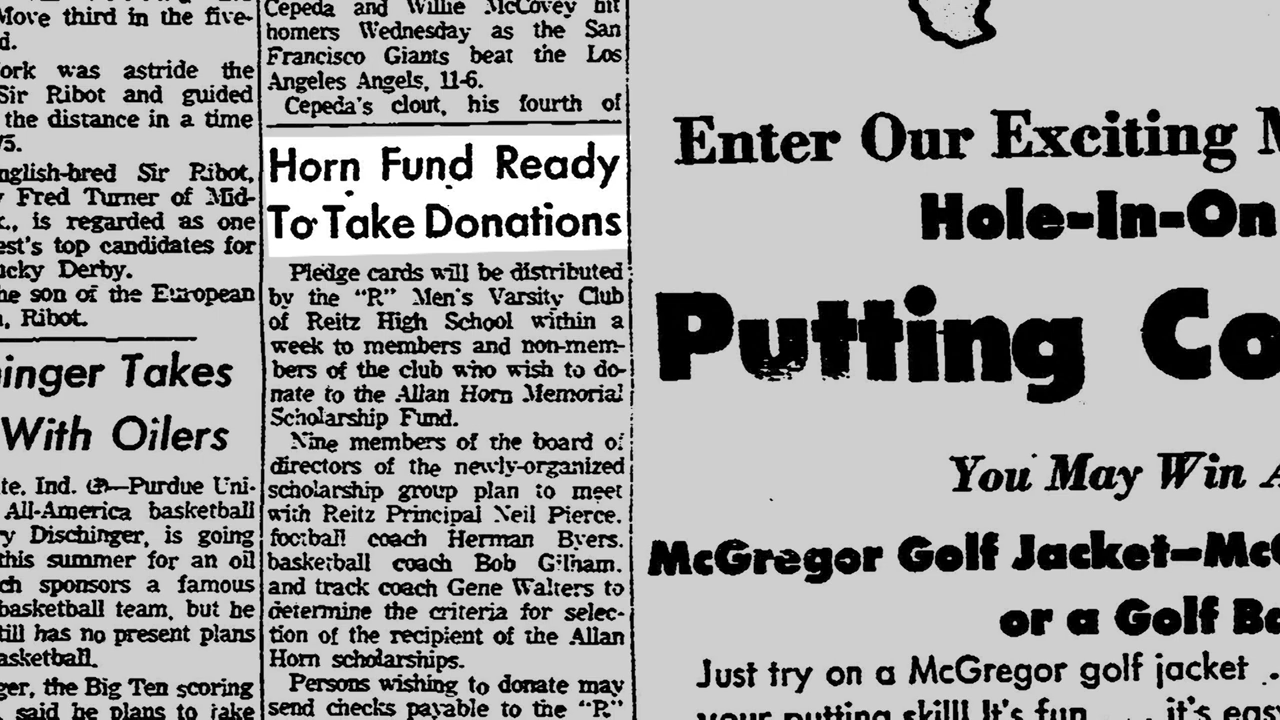 Move third in the five-
d.
ork was astride the
Sir Ribot and guided
the distance in a time
/5.
nglish-bred Sir Ribot,
y Fred Turner of Mid-
x., is regarded as one
est's top candidates for
ucky Derby.
he son of the European
n, Ribot.
inger Takes
With Oilers
te, Ind. (P)—Purdue Uni-
All-America basketball
ry Dischinger, is going
this summer for an oil
ch sponsors a famous
basketball team, but he
till has no present plans
asketball.
ger, the Big Ten scoring
said he plans to take
Cepeda and Willie McCovey hit
homers Wednesday as the San
Francisco Giants beat the Los
Angeles Angels, 11-6.
Cepeda's clout, his fourth of
Horn Fund Ready
To Take Donations
Pledge cards will be distributed
by the "R" Men's Varsity Club
of Reitz High School within a
week to members and non-mem-
bers of the club who wish to do-
nate to the Allan Horn Memorial
Scholarship Fund.
Nine members of the board of
directors of the newly-organized
scholarship group plan to meet
with Reitz Principal Neil Pierce,
football coach Herman Byers,
basketball coach Bob Gilham,
and track coach Gene Walters to
determine the criteria for selec-
tion of the recipient of the Allan
Horn scholarships.
Persons wishing to donate may
send checks payable to the "R"
Enter Our Exciting M
Hole-In-On
Putting Co
You May Win A
McGregor Golf Jacket—McG
or a Golf Ba
Just try on a McGregor golf jacket . .
your putting skill! It's fun . . . it's easy